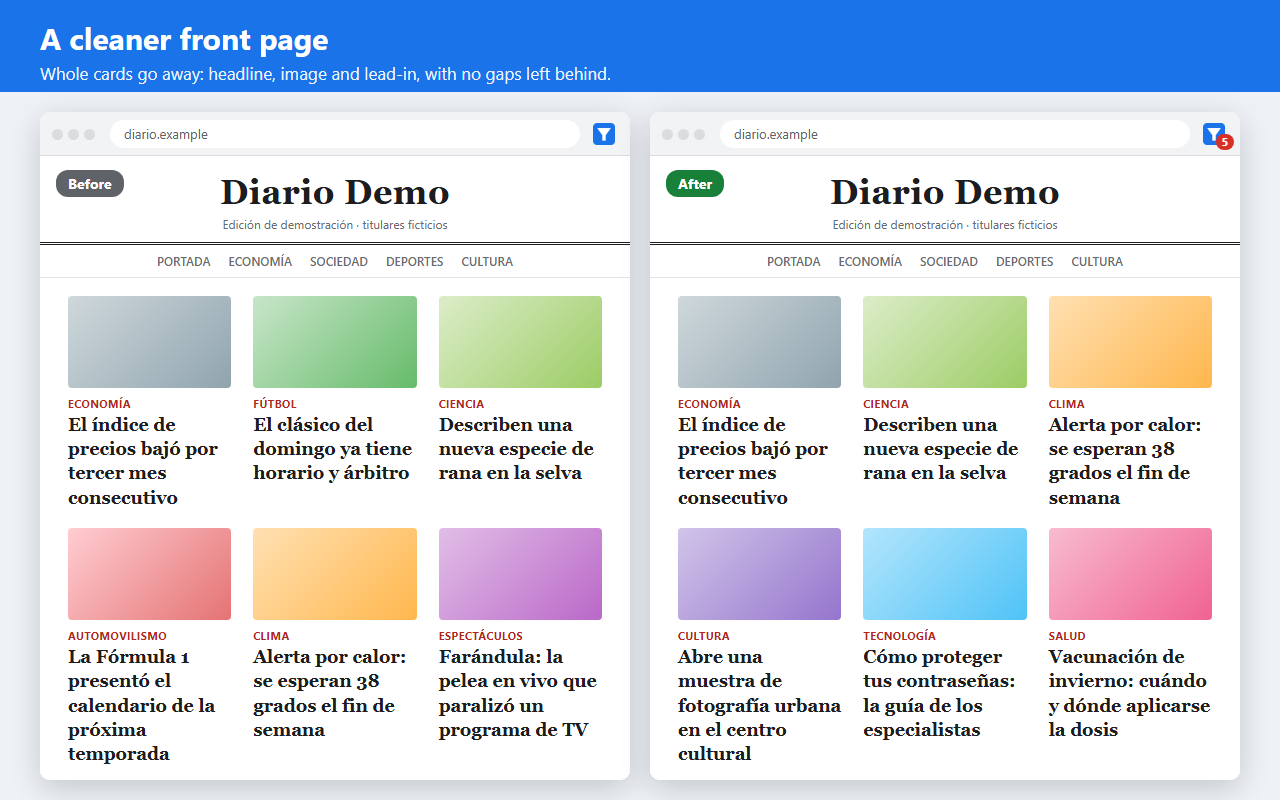 A cleaner front page
Whole cards go away: headline, image and lead-in, with no gaps left behind.
diario.example
Before
Diario Demo
Edición de demostración · titulares ficticios
PORTADA ECONOMÍA SOCIEDAD DEPORTES CULTURA
ECONOMÍA
El índice de
precios bajó por
tercer mes
consecutivo
FÚTBOL
El clásico del
domingo ya tiene
horario y árbitro
CIENCIA
Describen una
nueva especie de
rana en la selva
AUTOMOVILISMO
La Fórmula 1
presentó el
calendario de la
próxima
temporada
CLIMA
Alerta por calor:
se esperan 38
grados el fin de
semana
ESPECTÁCULOS
Farándula: la
pelea en vivo que
paralizó un
programa de TV
diario.example
5
After
Diario Demo
Edición de demostración · titulares ficticios
PORTADA ECONOMÍA SOCIEDAD DEPORTES CULTURA
ECONOMÍA
El índice de
precios bajó por
tercer mes
consecutivo
CIENCIA
Describen una
nueva especie de
rana en la selva
CLIMA
Alerta por calor:
se esperan 38
grados el fin de
semana
CULTURA
Abre una
muestra de
fotografía urbana
en el centro
cultural
TECNOLOGÍA
Cómo proteger
tus contraseñas:
la guía de los
especialistas
SALUD
Vacunación de
invierno: cuándo
y dónde aplicarse
la dosis